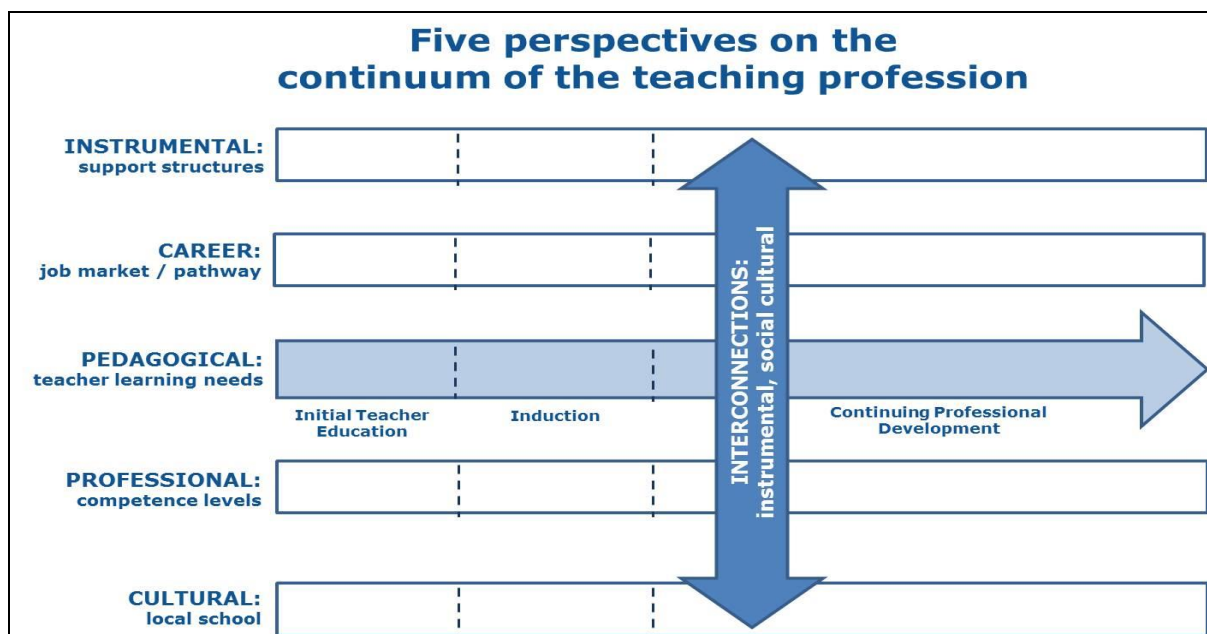 Five perspectives on the
continuum of the teaching profession
INSTRUMENTAL:
support structures
CAREER:
job market / pathway
PEDAGOGICAL:
teacher learning needs
Initial Teacher
Education
Induction
Continuing Professional
Development
PROFESSIONAL:
competence levels
CULTURAL:
local school
INTERCONNECTIONS:
instrumental, social cultural